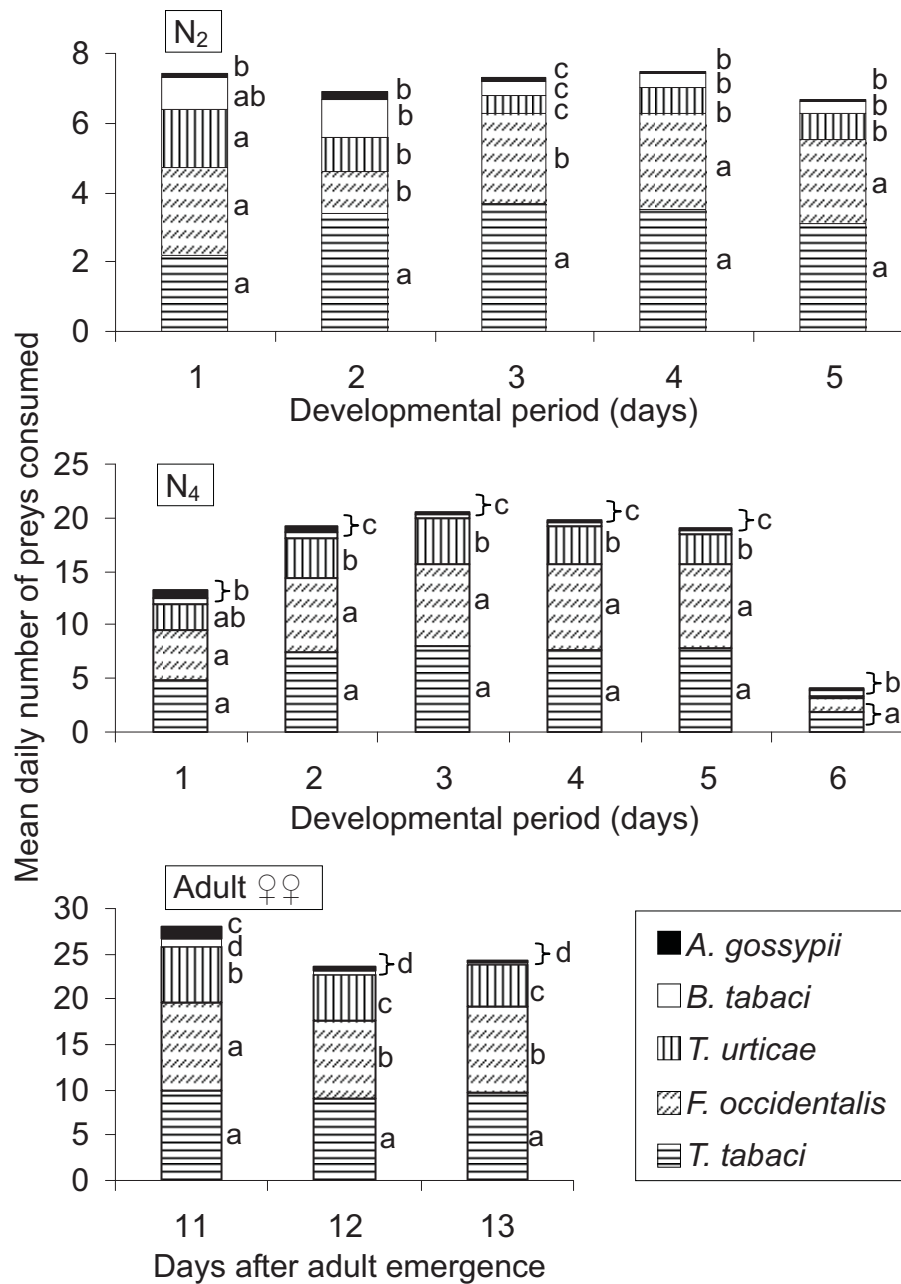 Mean daily number of preys consumed
N2
8
6
4
2
0
b
ab
a
a
a
b
b
b
b
a
c
c
c
b
a
b
b
b
a
a
b
b
b
a
a
1 2 3 4 5
Developmental period (days)
N4
25
20
15
10
5
0
} b
ab
a
a
} c
b
a
a
} c
b
a
a
} c
b
a
a
} c
b
a
a
} b
} a
1 2 3 4 5 6
Developmental period (days)
Adult ♀♀
30
25
20
15
10
5
0
c
d
b
a
a
} d
c
b
a
} d
c
b
a
11 12 13
Days after adult emergence
A. gossypii
B. tabaci
T. urticae
F. occidentalis
T. tabaci